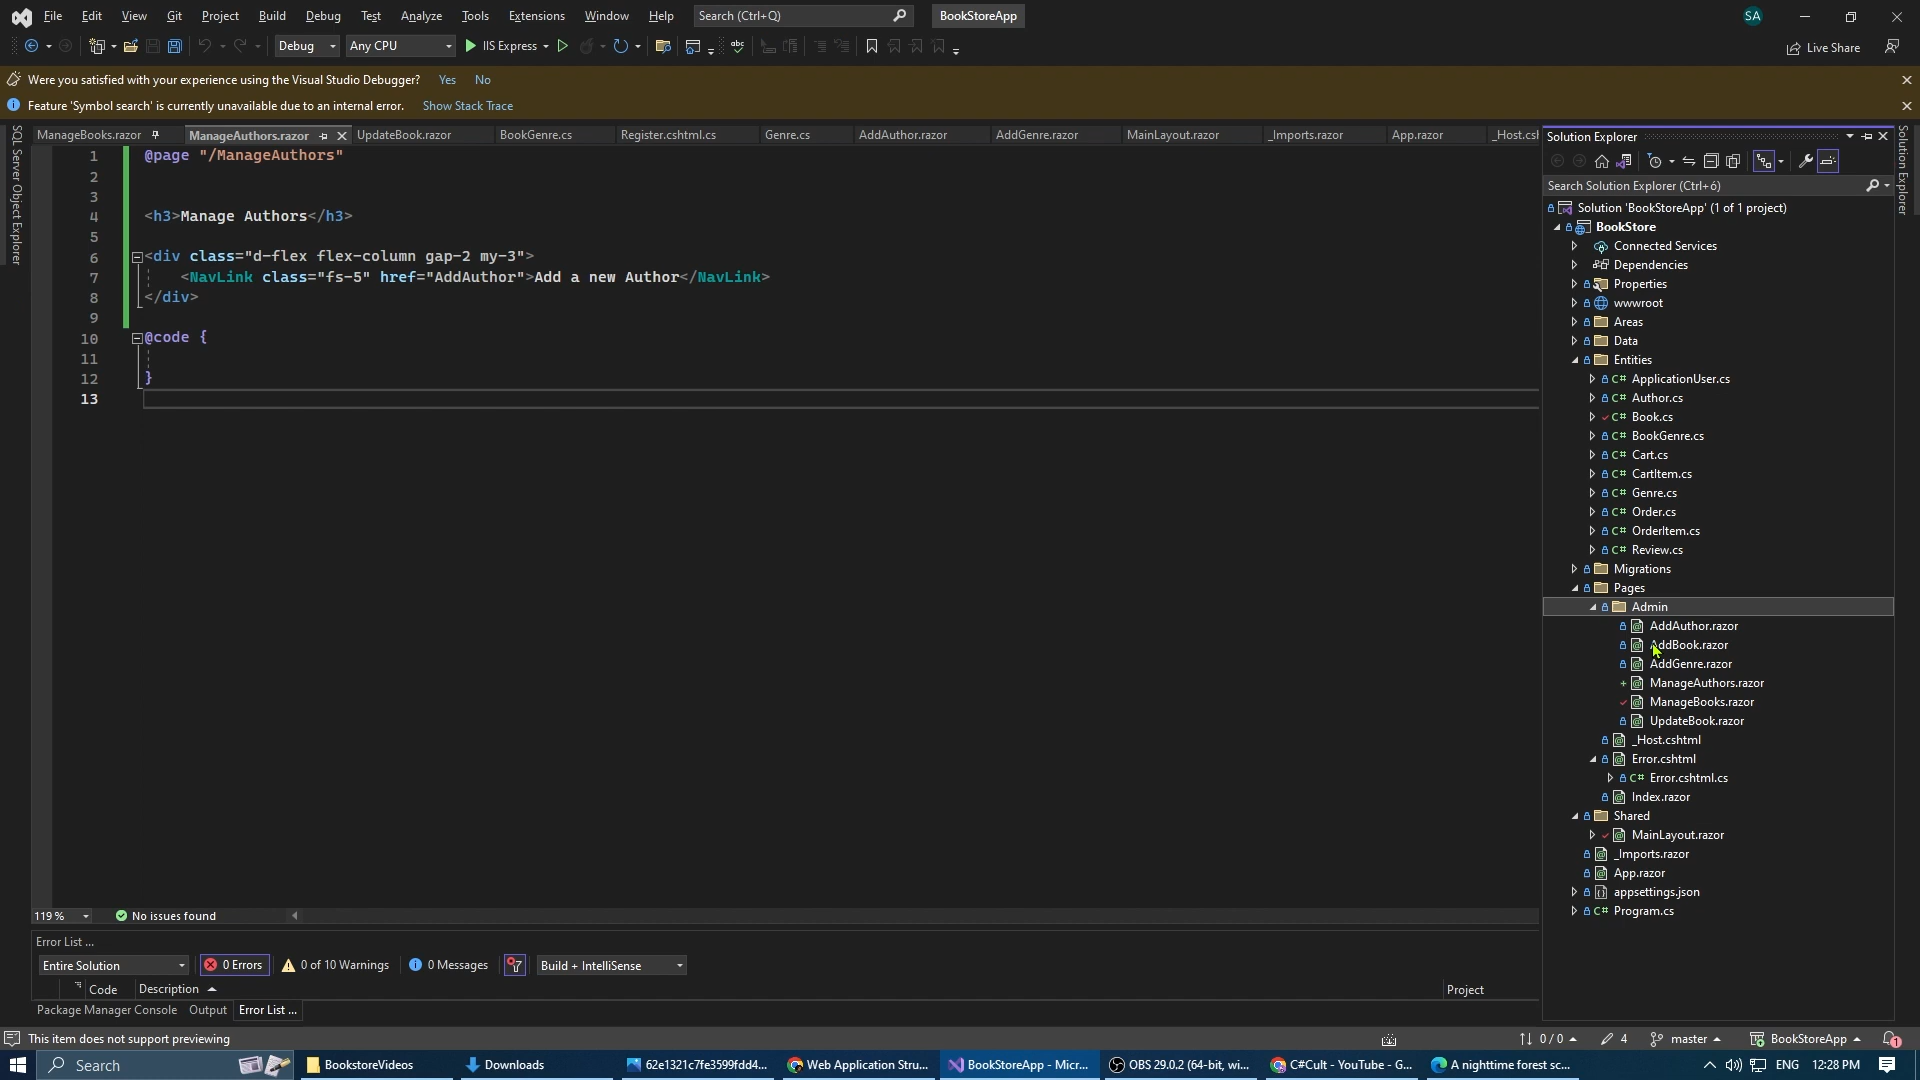 File Edit View Git Project Build Debug Test Analyze Tools Extensions Window Help Search (Ctrl+Q) BookStoreApp SA
Debug Any CPU IIS Express Live Share
Were you satisfied with your experience using the Visual Studio Debugger? Yes No
Feature 'Symbol search' is currently unavailable due to an internal error. Show Stack Trace
SQL Server Object Explorer
ManageBooks.razor ManageAuthors.razor UpdateBook.razor BookGenre.cs Register.cshtml.cs Genre.cs AddAuthor.razor AddGenre.razor MainLayout.razor _Imports.razor App.razor _Host.csh
1 @page "/ManageAuthors"
2
3
4 <h3>Manage Authors</h3>
5
6 <div class="d-flex flex-column gap-2 my-3">
7 <NavLink class="fs-5" href="AddAuthor">Add a new Author</NavLink>
8 </div>
9
10 @code {
11
12 }
13
119 % No issues found
Error List ...
Entire Solution 0 Errors 0 of 10 Warnings 0 Messages Build + IntelliSense
Code Description Project
Package Manager Console Output Error List ...
Solution Explorer
Search Solution Explorer (Ctrl+ó)
Solution 'BookStoreApp' (1 of 1 project)
BookStore
Connected Services
Dependencies
Properties
wwwroot
Areas
Data
Entities
C# ApplicationUser.cs
C# Author.cs
C# Book.cs
C# BookGenre.cs
C# Cart.cs
C# CartItem.cs
C# Genre.cs
C# Order.cs
C# OrderItem.cs
C# Review.cs
Migrations
Pages
Admin
AddAuthor.razor
AddBook.razor
AddGenre.razor
ManageAuthors.razor
ManageBooks.razor
UpdateBook.razor
_Host.cshtml
Error.cshtml
C# Error.cshtml.cs
Index.razor
Shared
MainLayout.razor
_Imports.razor
App.razor
appsettings.json
C# Program.cs
Solution Explorer
This item does not support previewing 0 / 0 4 master BookStoreApp 1
Search BookstoreVideos Downloads 62e1321c7fe3599fdd4... Web Application Stru... BookStoreApp - Micr... OBS 29.0.2 (64-bit, wi... C#Cult - YouTube - G... A nighttime forest sc... ENG 12:28 PM